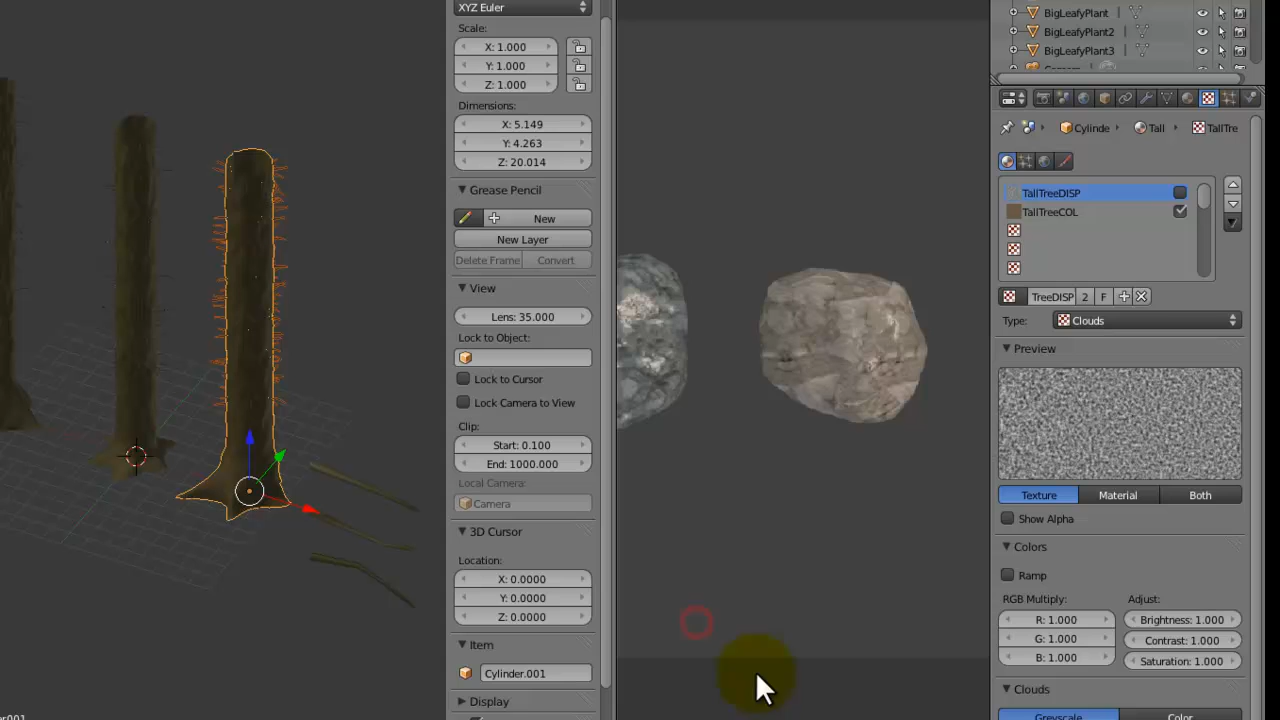 XYZ Euler
Scale:
X: 1.000
Y: 1.000
Z: 1.000
Dimensions:
X: 5.149
Y: 4.263
Z: 20.014
Grease Pencil
New
New Layer
Delete Frame Convert
View
Lens: 35.000
Lock to Object:
Lock to Cursor
Lock Camera to View
Clip:
Start: 0.100
End: 1000.000
Local Camera:
Camera
3D Cursor
Location:
X: 0.0000
Y: 0.0000
Z: 0.0000
Item
Cylinder.001
Display
BigLeafyPlant
BigLeafyPlant2
BigLeafyPlant3
Cylinde Tall TallTre
TallTreeDISP
TallTreeCOL
TreeDISP 2 F
Type: Clouds
Preview
Texture Material Both
Show Alpha
Colors
Ramp
RGB Multiply: Adjust:
R: 1.000 Brightness: 1.000
G: 1.000 Contrast: 1.000
B: 1.000 Saturation: 1.000
Clouds
Greyscale Color